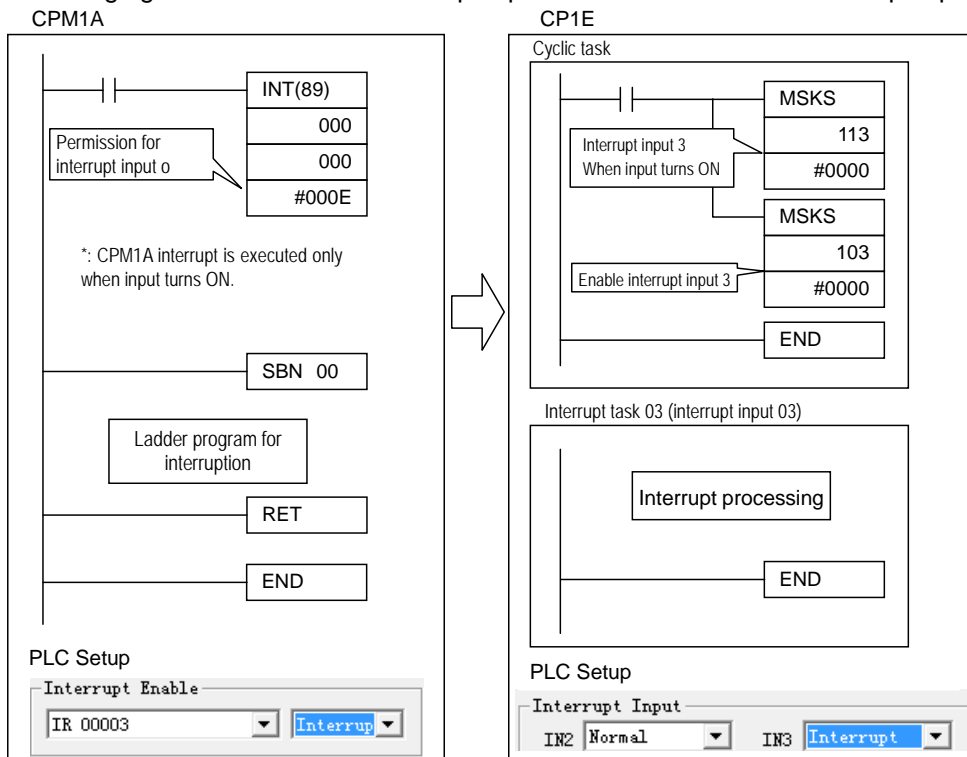 CPM1A
INT(89)
000
Permission for
interrupt input o
000
#000E
*: CPM1A interrupt is executed only
when input turns ON.
SBN 00
Ladder program for
interruption
RET
END
PLC Setup
Interrupt Enable
IR 00003
Interrup
CP1E
Cyclic task
MSKS
113
Interrupt input 3
When input turns ON
#0000
MSKS
103
Enable interrupt input 3
#0000
END
Interrupt task 03 (interrupt input 03)
Interrupt processing
END
PLC Setup
Interrupt Input
IN2 Normal IN3 Interrupt